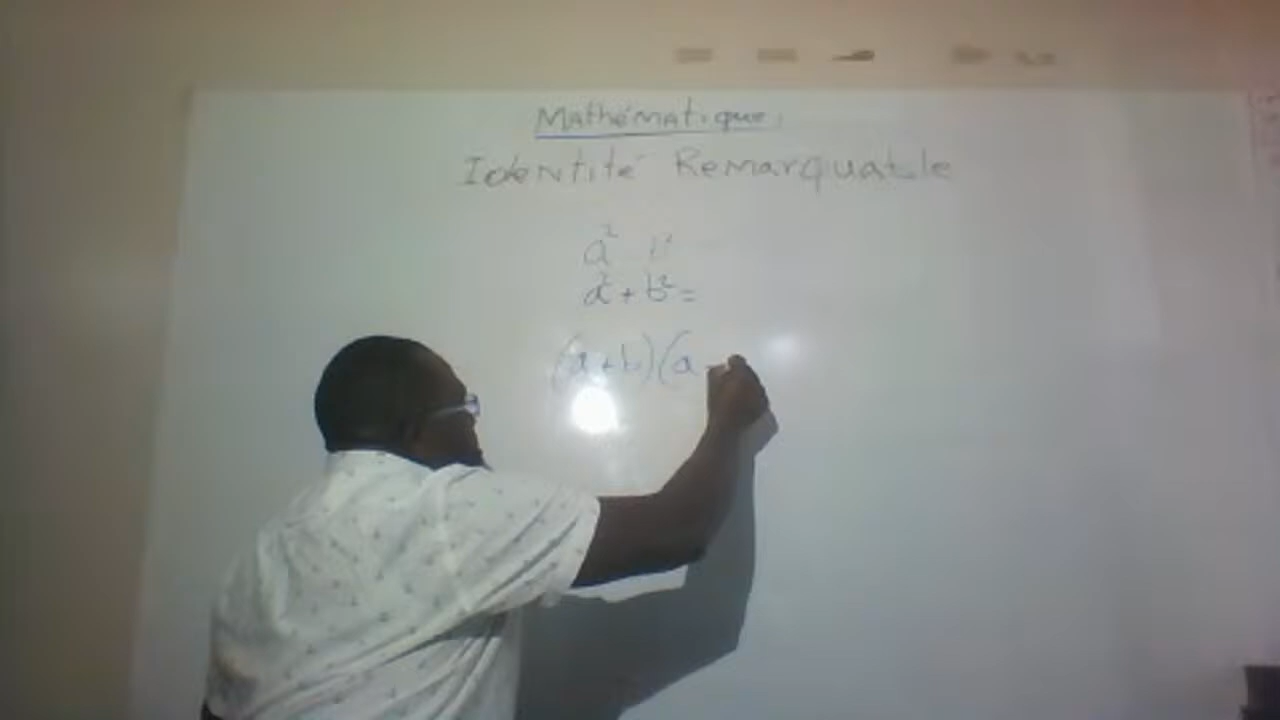 Mathématique:
Identité Remarquable
a² b²
a² + b² =
(a + b)(a -